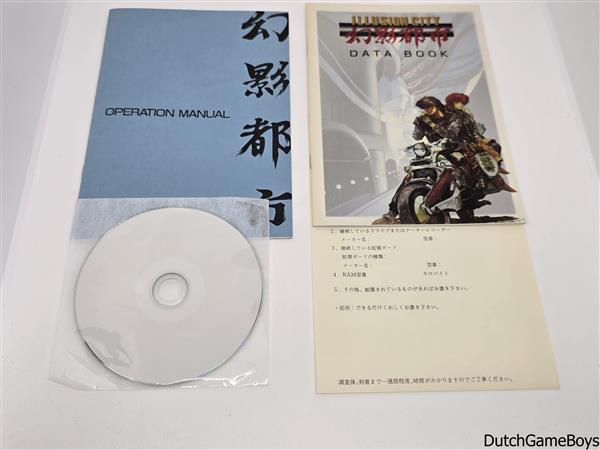 幻影都市
OPERATION MANUAL
ILLUSION CITY
幻影都市
DATA BOOK
2. 接続しているドライブまたはデーターレコーダー
メーカー名: 型番:
3. 接続している拡張ボード
拡張ボードの種類:
メーカー名: 型番:
4. RAM容量 キロバイト
5. その他、拡張されているものがあればお書き下さい。
・症状:できるだけくわしくお書き下さい。
調査後、到着まで一週間程度、時間がかかりますのでご了承ください。
DutchGameBoys